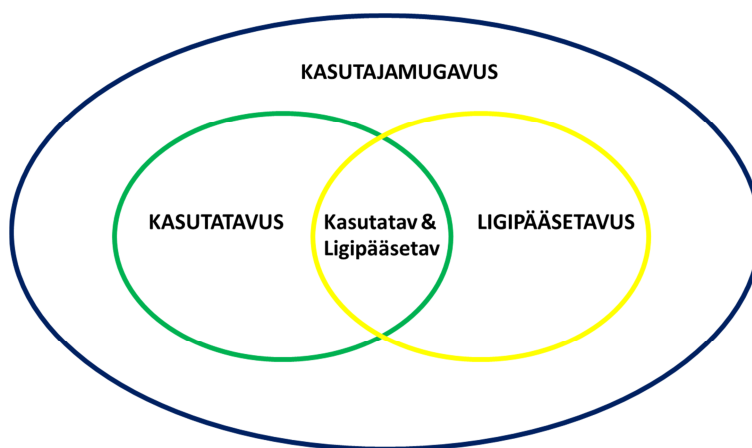 KASUTAJAMUGAVUS
KASUTATAVUS
Kasutatav &
Ligipääsetav
LIGIPÄÄSETAVUS